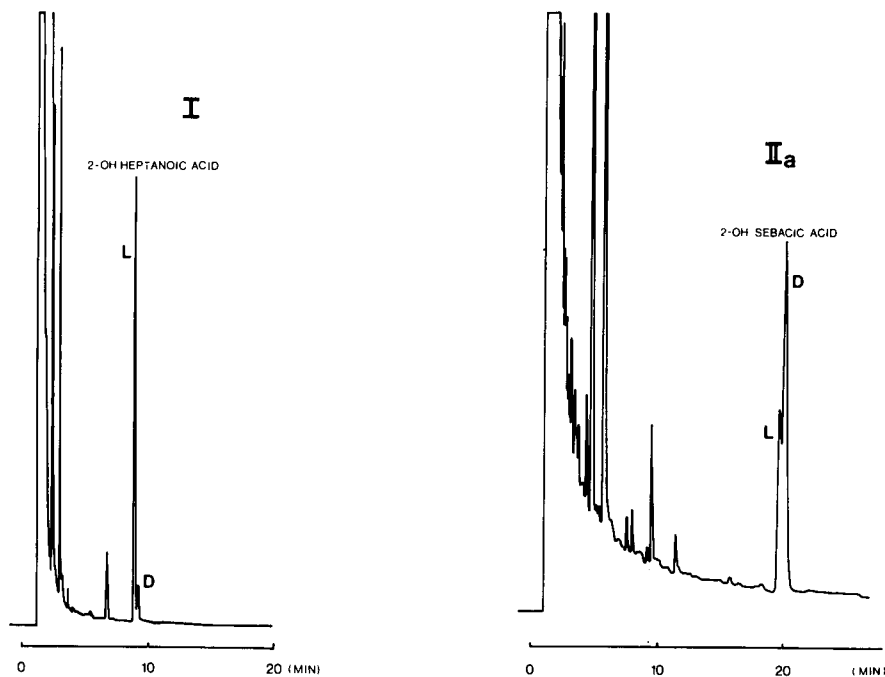 I
2-OH HEPTANOIC ACID
L
D
0 10 20 (MIN)
IIa
2-OH SEBACIC ACID
D
L
0 10 20 (MIN)